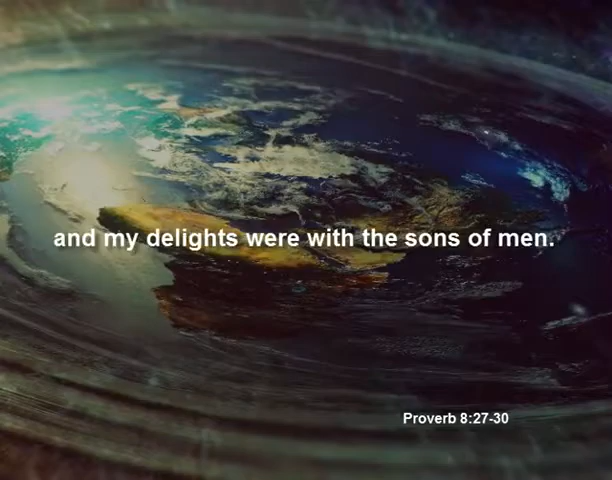 and my delights were with the sons of men.
Proverb 8:27-30